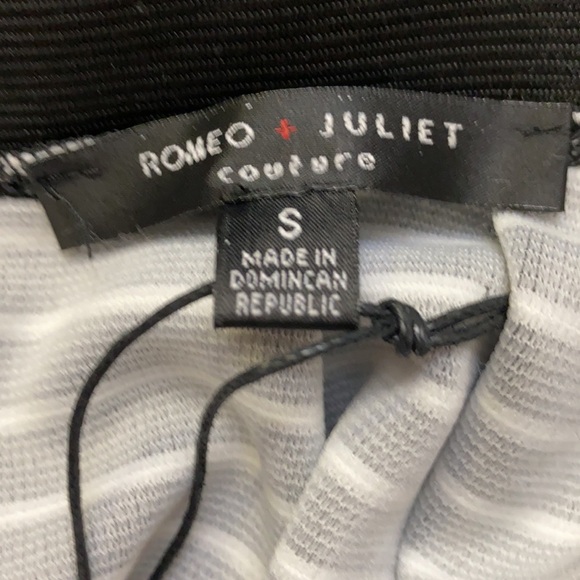 ROMEO + JULIET
couture
S
MADE IN
DOMINCAN
REPUBLIC